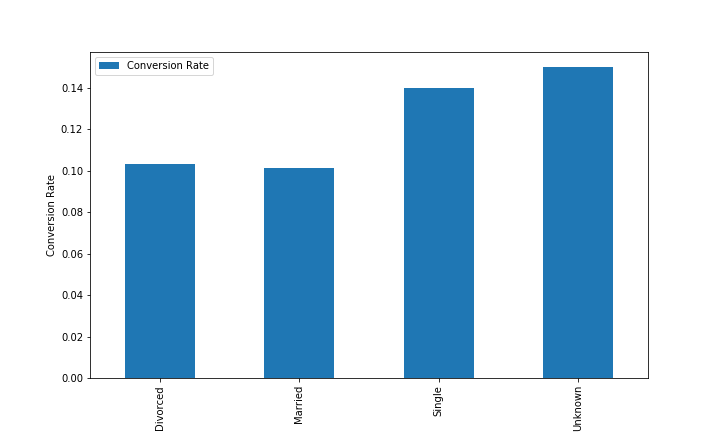 Conversion Rate
0.14
0.12
0.10
0.08
0.06
0.04
0.02
0.00
Conversion Rate
Divorced
Married
Single
Unknown